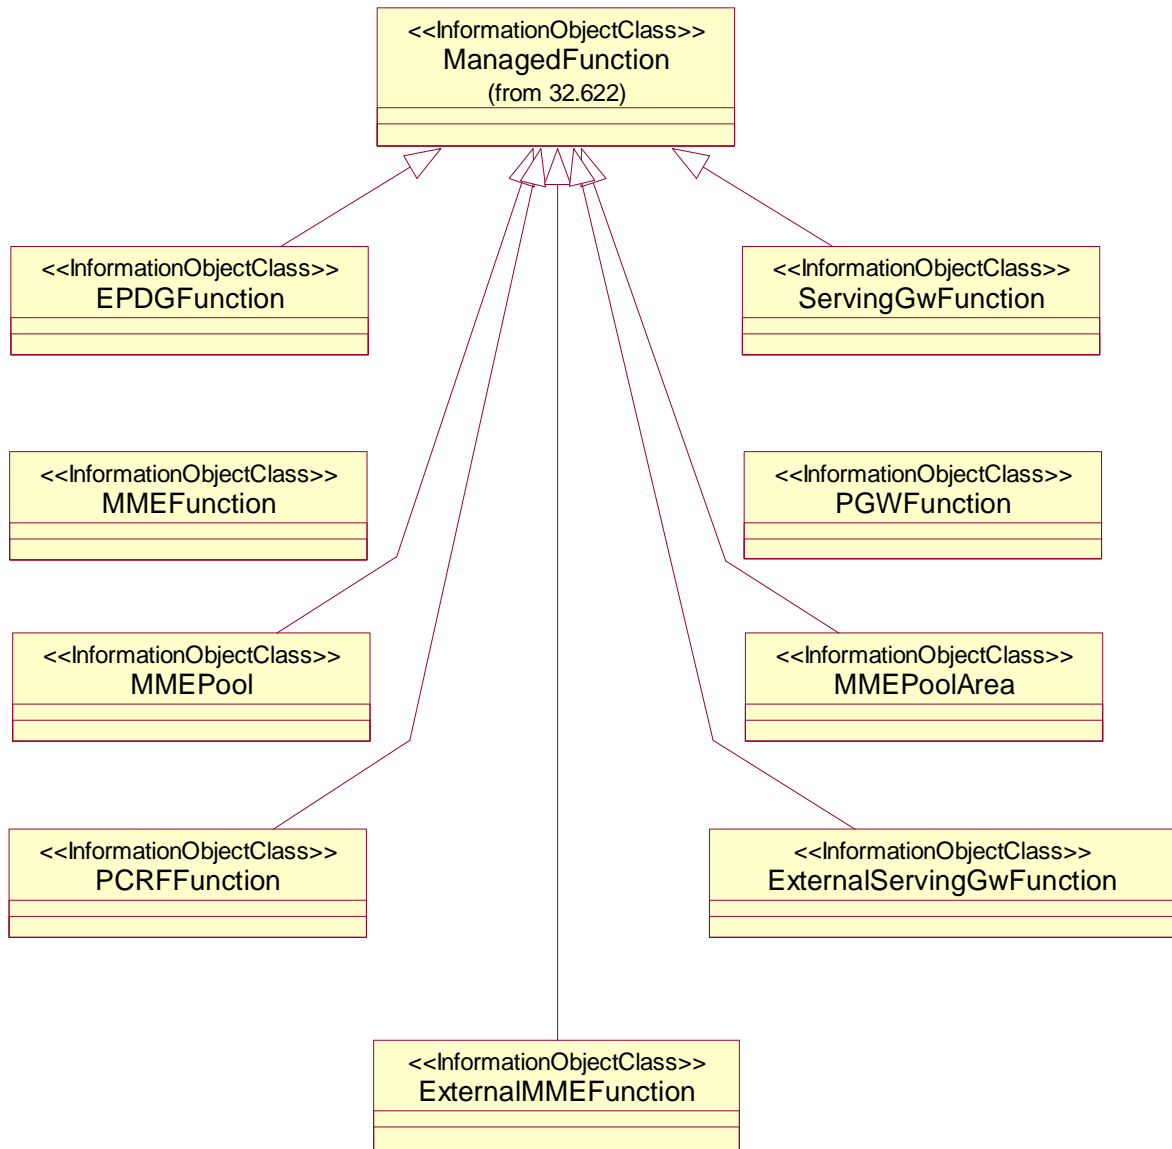 <<InformationObjectClass>>
ManagedFunction
(from 32.622)
<<InformationObjectClass>>
EPDGFunction
<<InformationObjectClass>>
ServingGwFunction
<<InformationObjectClass>>
MMEFunction
<<InformationObjectClass>>
PGWFunction
<<InformationObjectClass>>
MMEPool
<<InformationObjectClass>>
MMEPoolArea
<<InformationObjectClass>>
PCRFFunction
<<InformationObjectClass>>
ExternalServingGwFunction
<<InformationObjectClass>>
ExternalMMEFunction